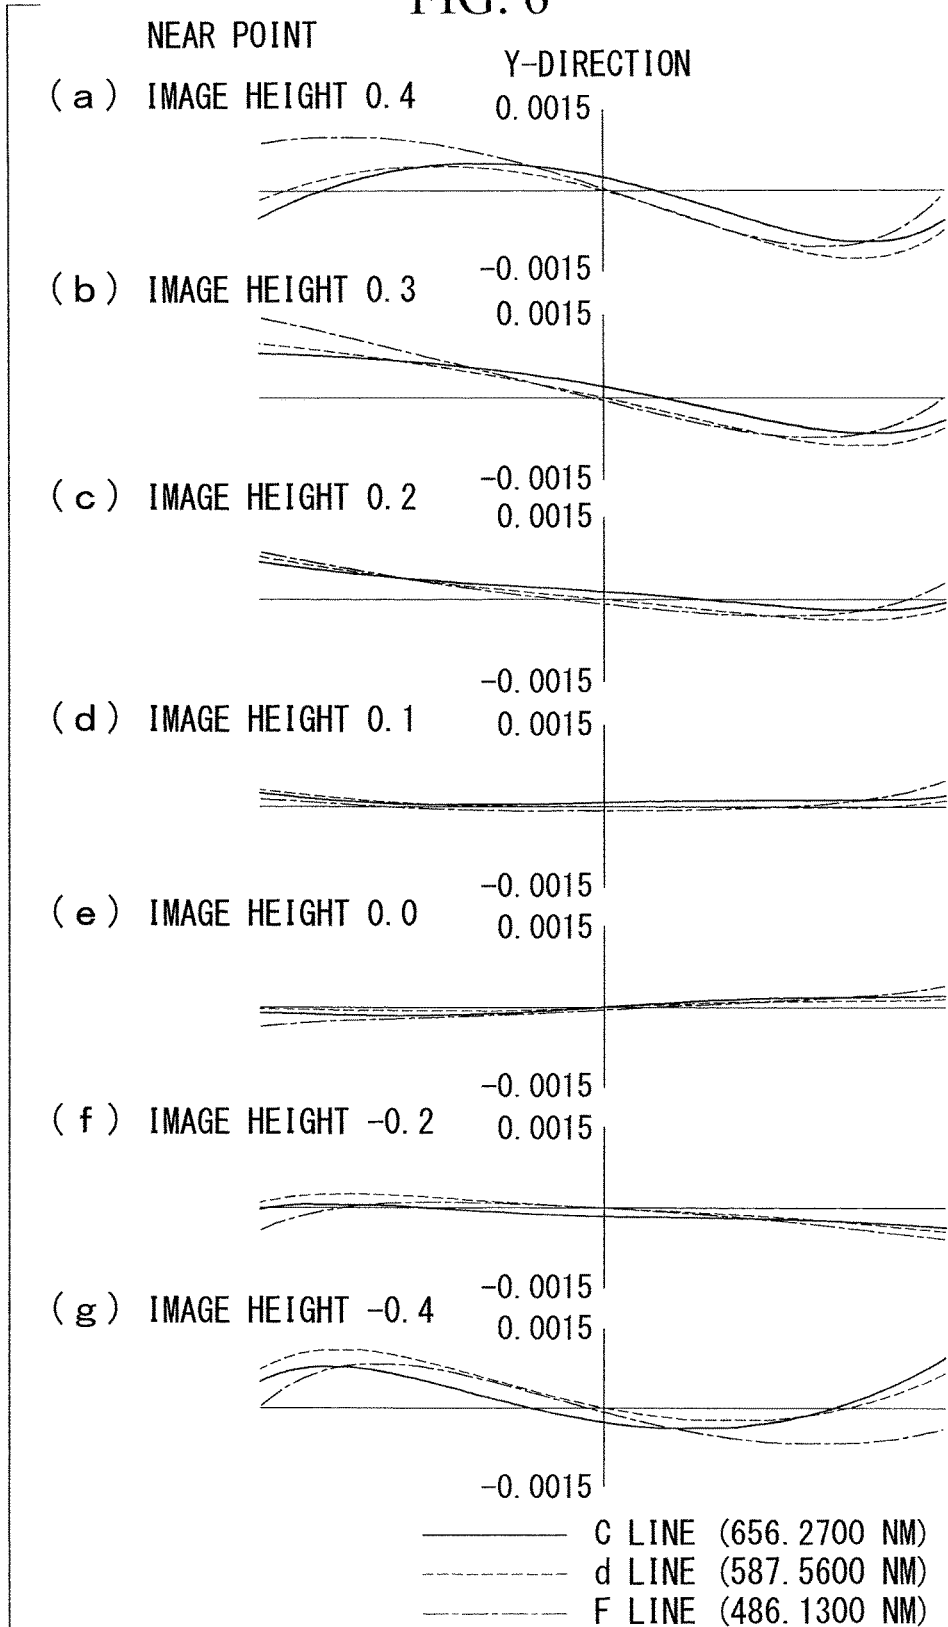 FIG. 6
NEAR POINT
Y-DIRECTION
(a) IMAGE HEIGHT 0.4
0.0015
-0.0015
(b) IMAGE HEIGHT 0.3
0.0015
-0.0015
(c) IMAGE HEIGHT 0.2
0.0015
-0.0015
(d) IMAGE HEIGHT 0.1
0.0015
-0.0015
(e) IMAGE HEIGHT 0.0
0.0015
-0.0015
(f) IMAGE HEIGHT -0.2
0.0015
-0.0015
(g) IMAGE HEIGHT -0.4
0.0015
-0.0015
C LINE (656.2700 NM)
d LINE (587.5600 NM)
F LINE (486.1300 NM)